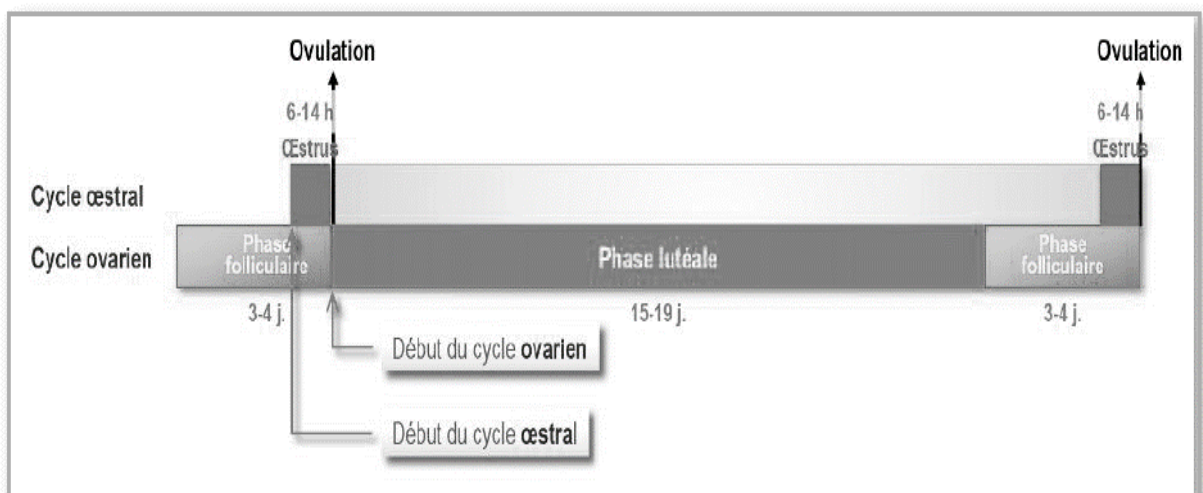 Ovulation
Ovulation
6-14 h
6-14 h
Œstrus
Œstrus
Cycle œstral
Cycle ovarien
Phase
folliculaire
Phase lutéale
Phase
folliculaire
3-4 j.
15-19 j.
3-4 j.
Début du cycle ovarien
Début du cycle œstral